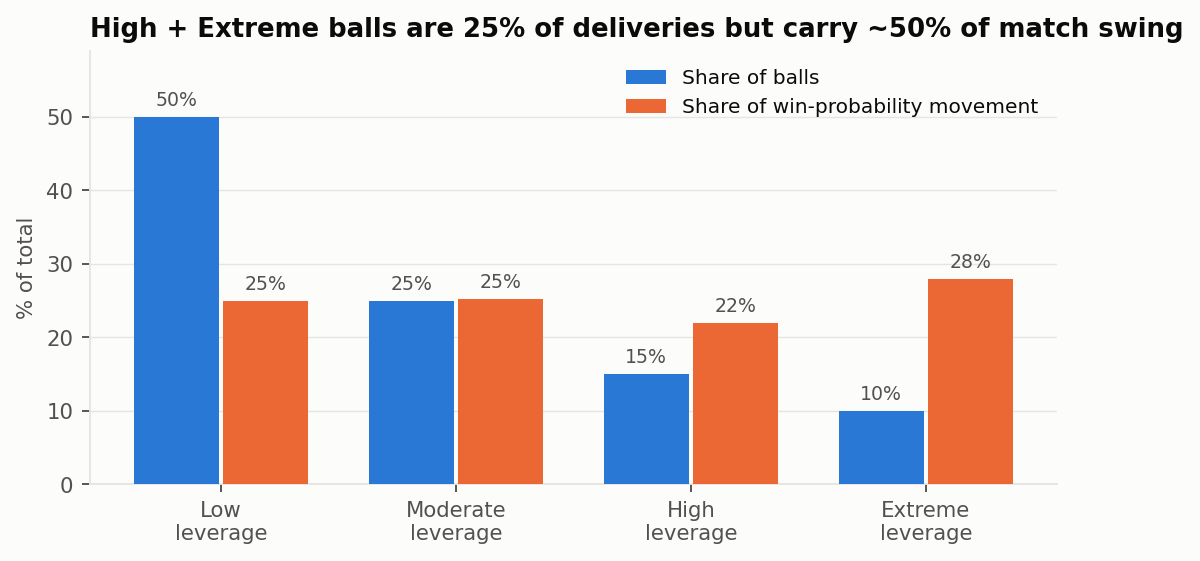 High + Extreme balls are 25% of deliveries but carry ~50% of match swing
Share of balls
Share of win-probability movement
% of total
50
40
30
20
10
0
50%
25%
25%
25%
15%
22%
10%
28%
Low
leverage
Moderate
leverage
High
leverage
Extreme
leverage